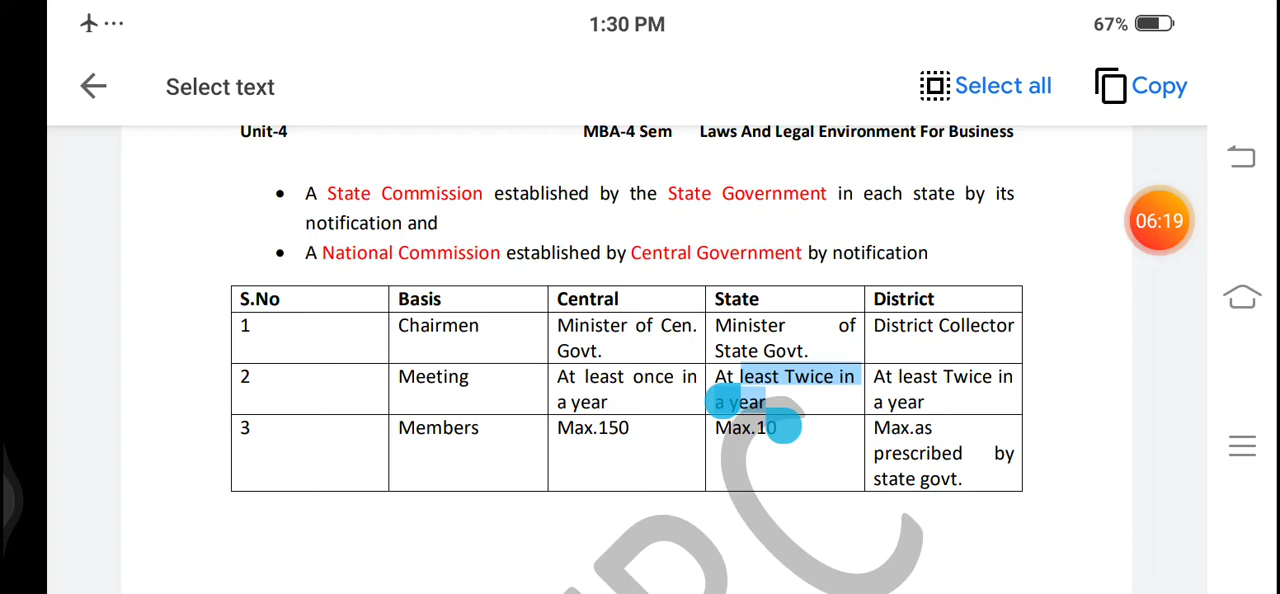 1:30 PM
67%
Select text
Select all
Copy
Unit-4 MBA-4 Sem Laws And Legal Environment For Business
• A State Commission established by the State Government in each state by its
notification and
• A National Commission established by Central Government by notification
06:19
S.No Basis Central State District
1 Chairmen Minister of Cen. Minister of District Collector
Govt. State Govt.
2 Meeting At least once in At least Twice in At least Twice in
a year a year a year
3 Members Max.150 Max.10 Max.as
prescribed by
state govt.